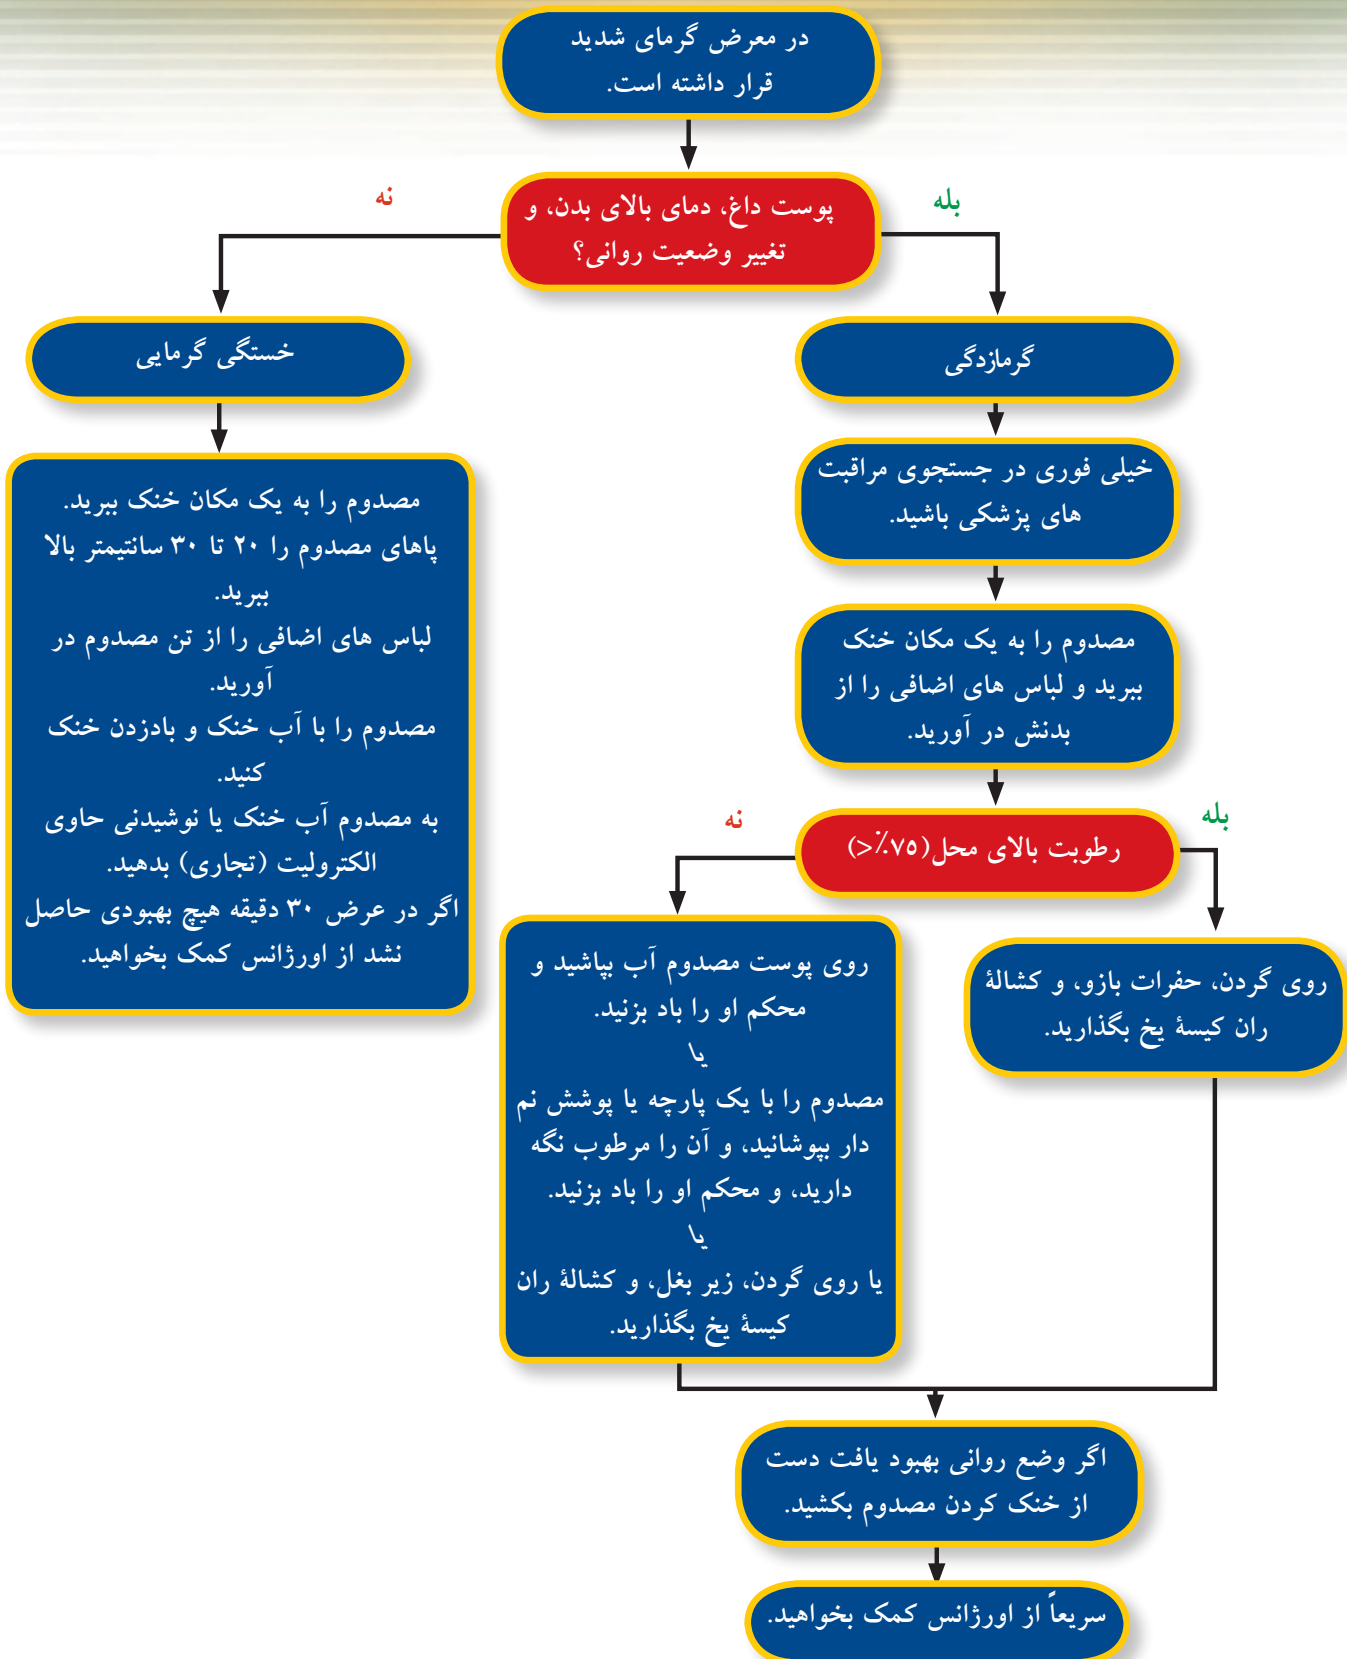 در معرض گرمای شدید
قرار داشته است.
بله
نه
پوست داغ، دمای بالای بدن، و
تغییر وضعیت روانی؟
گرمازدگی
خستگی گرمایی
خیلی فوری در جستجوی مراقبت
های پزشکی باشید.
مصدوم را به یک مکان خنک
ببرید و لباس های اضافی را از
بدنش در آورید.
مصدوم را به یک مکان خنک ببرید.
پاهای مصدوم را ۲۰ تا ۳۰ سانتیمتر بالا
ببرید.
لباس های اضافی را از تن مصدوم در
آورید.
مصدوم را با آب خنک و بادزدن خنک
کنید.
به مصدوم آب خنک یا نوشیدنی حاوی
الکترولیت (تجاری) بدهید.
اگر در عرض ۳۰ دقیقه هیچ بهبودی حاصل
نشد از اورژانس کمک بخواهید.
بله
نه
رطوبت بالای محل(۷۵٪<)
روی گردن، حفرات بازو، و کشالهٔ
ران کیسهٔ یخ بگذارید.
روی پوست مصدوم آب بپاشید و
محکم او را باد بزنید.
یا
مصدوم را با یک پارچه یا پوشش نم
دار بپوشانید، و آن را مرطوب نگه
دارید، و محکم او را باد بزنید.
یا
یا روی گردن، زیر بغل، و کشالهٔ ران
کیسهٔ یخ بگذارید.
اگر وضع روانی بهبود یافت دست
از خنک کردن مصدوم بکشید.
سریعاً از اورژانس کمک بخواهید.